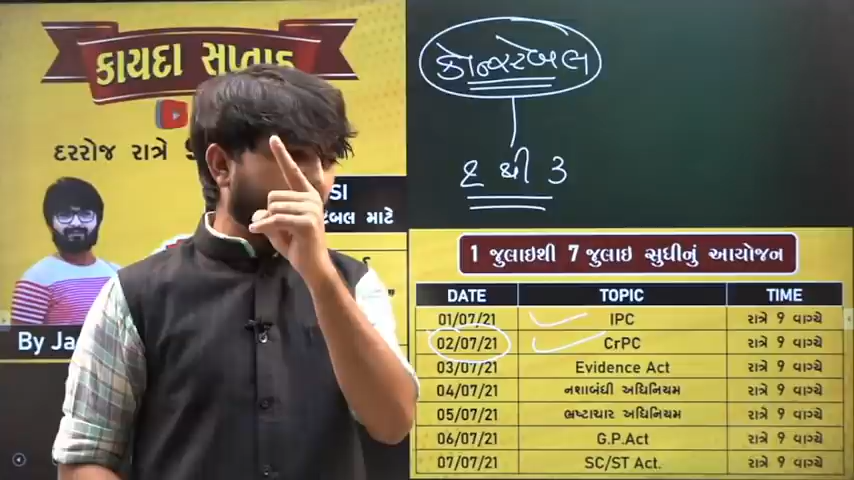 કાયદા સપ્તાહ
દરરોજ રાત્રે 9
ટેબલ માટે
By Ja
કોન્સ્ટેબલ
૨ થી 3
1 જુલાઇથી 7 જુલાઇ સુધીનું આયોજન
DATE TOPIC TIME
01/07/21 IPC રાત્રે 9 વાગ્યે
02/07/21 CrPC રાત્રે 9 વાગ્યે
03/07/21 Evidence Act રાત્રે 9 વાગ્યે
04/07/21 નશાબંધી અધિનિયમ રાત્રે 9 વાગ્યે
05/07/21 ભ્રષ્ટાચાર અધિનિયમ રાત્રે 9 વાગ્યે
06/07/21 G.P.Act રાત્રે 9 વાગ્યે
07/07/21 SC/ST Act. રાત્રે 9 વાગ્યે